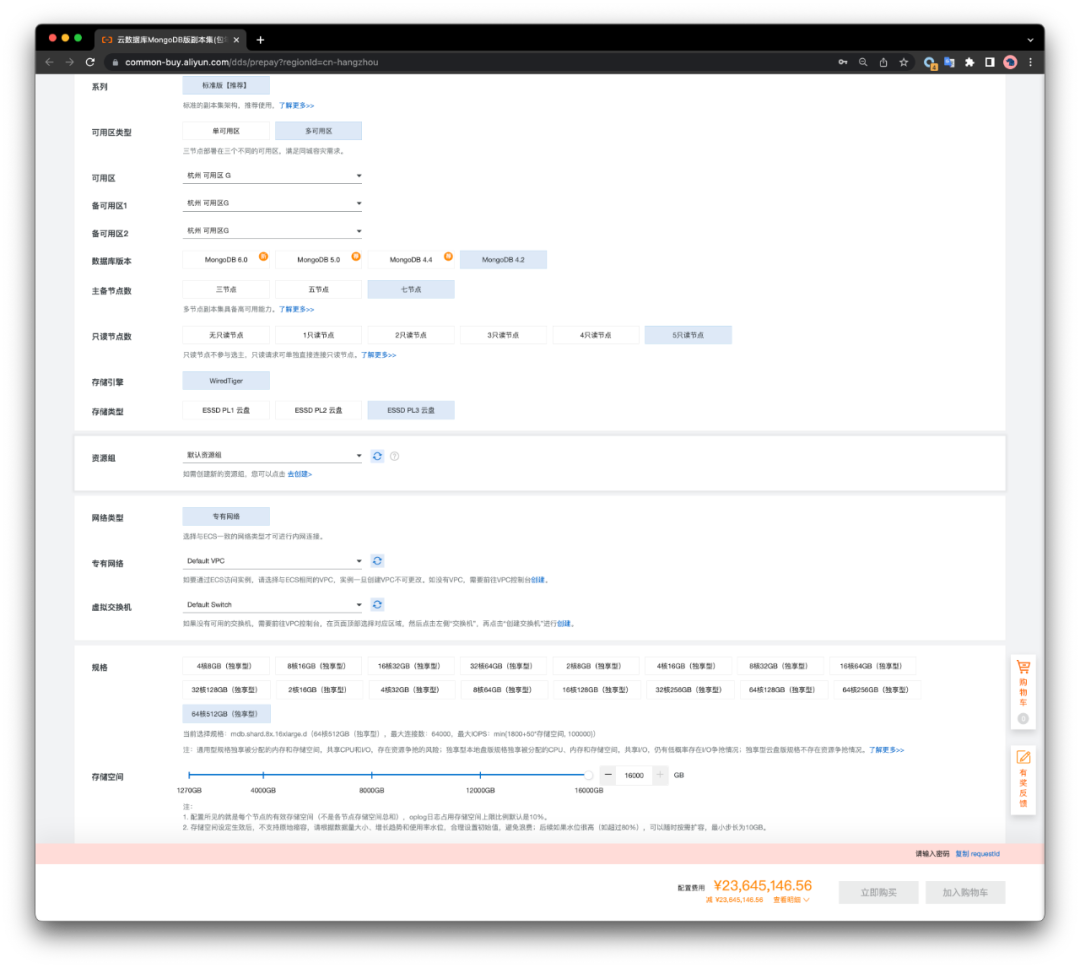 云数据库MongoDB版副本集(包
common-buy.aliyun.com/dds/prepay?regionId=cn-hangzhou
系列 标准版【推荐】
标准的副本集架构，推荐使用。了解更多>>
可用区类型 单可用区 多可用区
三节点部署在三个不同的可用区，满足同城容灾需求。
可用区 杭州 可用区 G
备可用区1 杭州 可用区G
备可用区2 杭州 可用区G
数据库版本 MongoDB 6.0 MongoDB 5.0 MongoDB 4.4 MongoDB 4.2
主备节点数 三节点 五节点 七节点
多节点副本集具备高可用能力。了解更多>>
只读节点数 无只读节点 1只读节点 2只读节点 3只读节点 4只读节点 5只读节点
只读节点不参与选主，只读请求可单独直接连接只读节点。了解更多>>
存储引擎 WiredTiger
存储类型 ESSD PL1 云盘 ESSD PL2 云盘 ESSD PL3 云盘
资源组 默认资源组
如需创建新的资源组，您可以点击 去创建>
网络类型 专有网络
选择与ECS一致的网络类型才可进行内网连接。
专有网络 Default VPC
如要通过ECS访问实例，请选择与ECS相同的VPC，实例一旦创建VPC不可更改。如没有VPC，需要前往VPC控制台创建。
虚拟交换机 Default Switch
如果没有可用的交换机，需要前往VPC控制台，在页面顶部选择对应区域，然后点击左侧"交换机"，再点击"创建交换机"进行创建。
规格 4核8GB（独享型） 8核16GB（独享型） 16核32GB（独享型） 32核64GB（独享型） 2核8GB（独享型） 4核16GB（独享型） 8核32GB（独享型） 16核64GB（独享型）
32核128GB（独享型） 2核16GB（独享型） 4核32GB（独享型） 8核64GB（独享型） 16核128GB（独享型） 32核256GB（独享型） 64核128GB（独享型） 64核256GB（独享型）
64核512GB（独享型）
当前选择规格：mdb.shard.8x.16xlarge.d（64核512GB（独享型），最大连接数：64000，最大IOPS：min{1800+50*存储空间, 100000}）
注：通用型规格独享被分配的内存和存储空间，共享CPU和I/O，存在资源争抢的风险；独享型本地盘版规格独享被分配的CPU、内存和存储空间，共享I/O，仍有低概率存在I/O争抢情况；独享型云盘版规格不存在资源争抢情况。了解更多>>
存储空间 16000 GB
1270GB 4000GB 8000GB 12000GB 16000GB
注：
1. 配置所见的就是每个节点的有效存储空间（不是各节点存储空间总和），oplog日志占用存储空间上限比例默认是10%。
2. 存储空间设定生效后，不支持原地缩容，请根据数据量大小、增长趋势和使用率水位，合理设置初始值，避免浪费；后续如果水位很高（如超过80%），可以随时按需扩容，最小步长为10GB。
购物车
0
有奖反馈
请输入密码 复制 requestId
配置费用 ¥23,645,146.56
减 ¥23,645,146.56 查看明细
立即购买 加入购物车